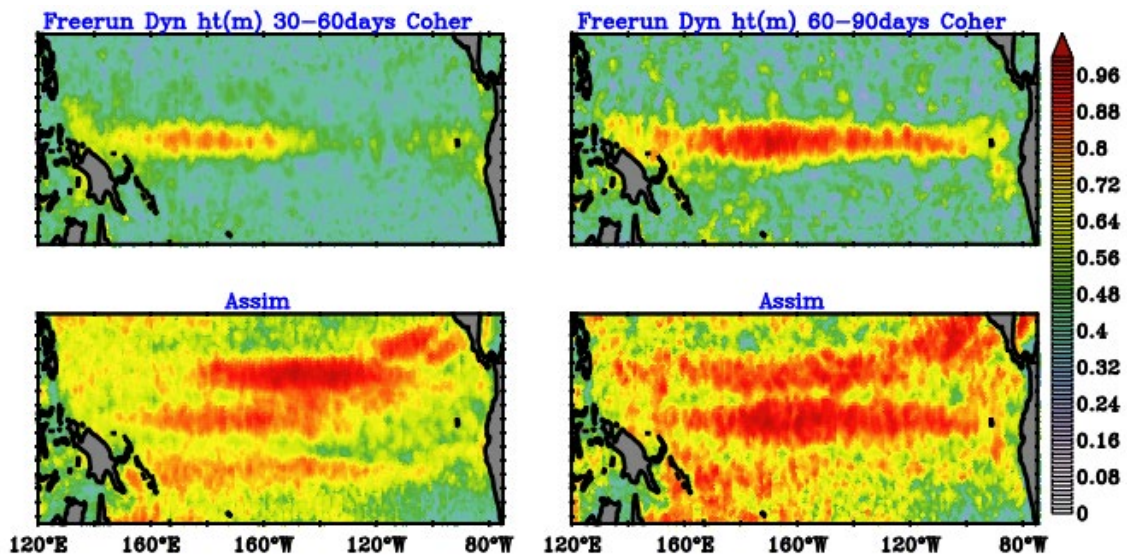 Freerun Dyn ht(m) 30-60days Coher
Freerun Dyn ht(m) 60-90days Coher
Assim
Assim
0.96
0.88
0.8
0.72
0.64
0.56
0.48
0.4
0.32
0.24
0.16
0.08
0
120°E 160°E 160°W 120°W 80°W
120°E 160°E 160°W 120°W 80°W